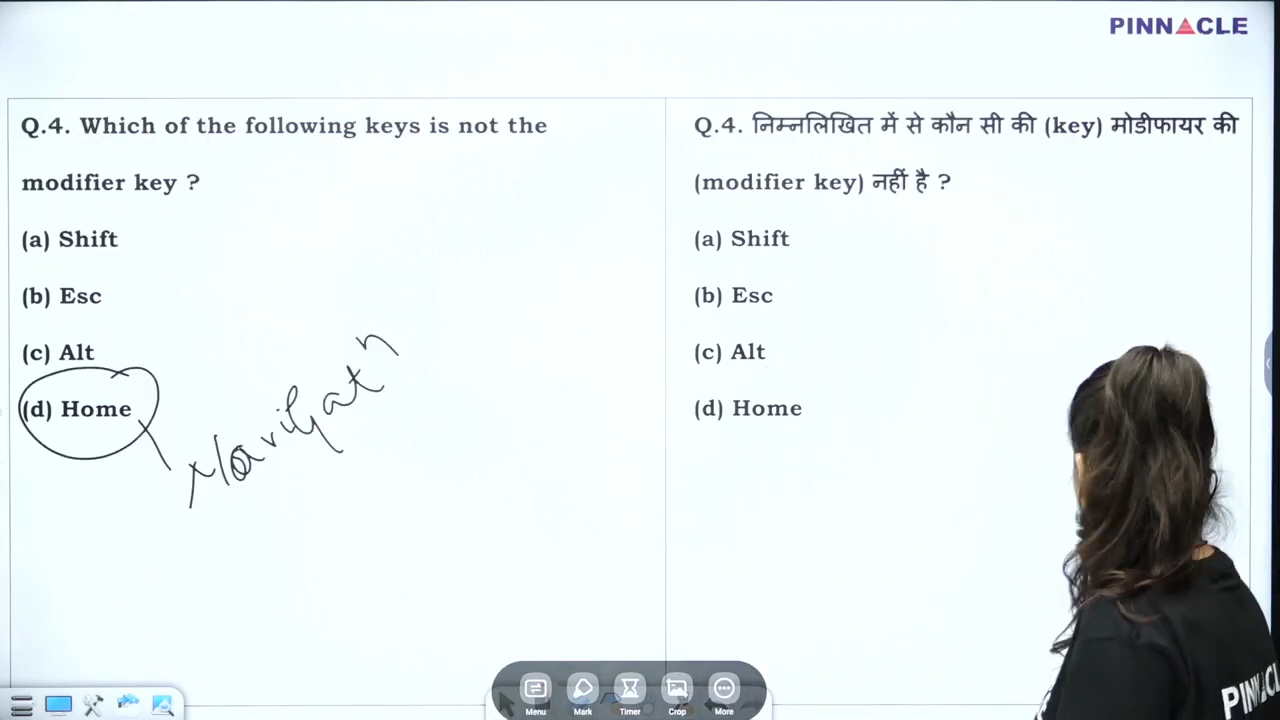 PINNACLE
Q.4. Which of the following keys is not the
modifier key ?
(a) Shift
(b) Esc
(c) Alt
(d) Home
Q.4. निम्नलिखित में से कौन सी की (key) मोडीफायर की
(modifier key) नहीं है ?
(a) Shift
(b) Esc
(c) Alt
(d) Home
Menu
Mark
Timer
Crop
More